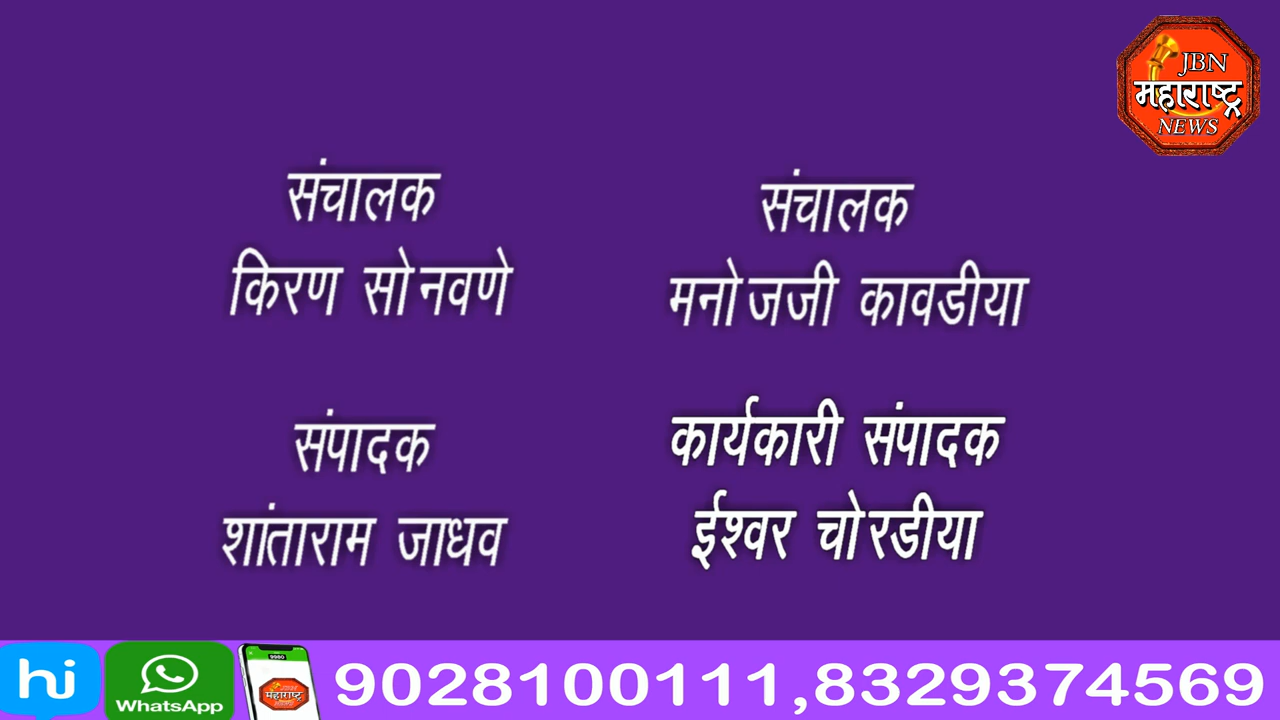 JBN
महाराष्ट्र
NEWS
संचालक
किरण सोनवणे
संचालक
मनोजजी कावडीया
संपादक
शांताराम जाधव
कार्यकारी संपादक
ईश्वर चोरडीया
hi
WhatsApp
महाराष्ट्र
9028100111,8329374569